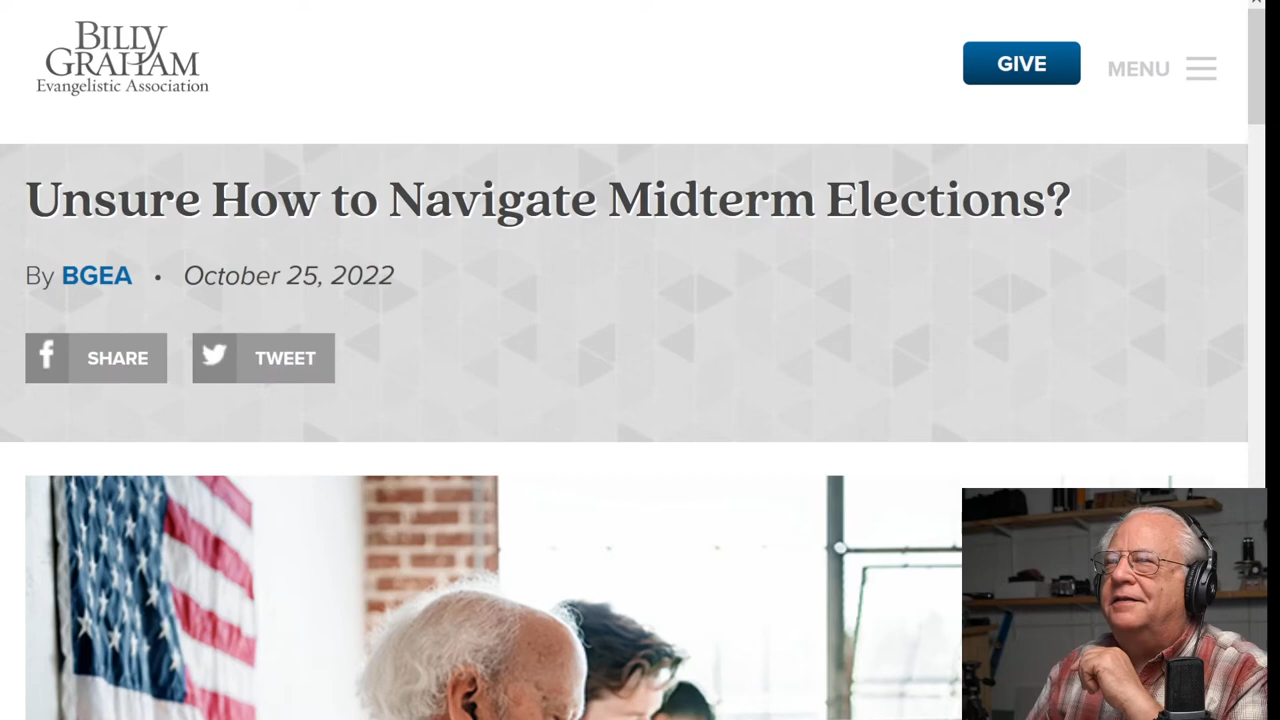 BILLY
GRAHAM
Evangelistic Association
GIVE
MENU
Unsure How to Navigate Midterm Elections?
By BGEA • October 25, 2022
SHARE
TWEET